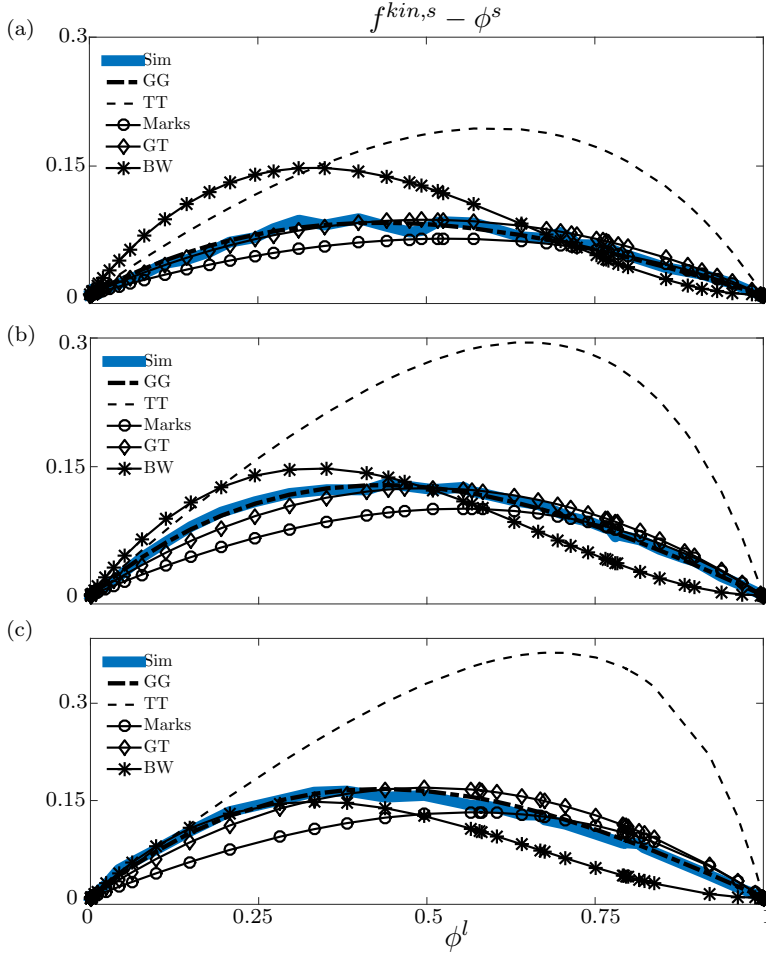 f^{kin,s} − ϕ^s
(a)
0.3
Sim
GG
TT
0.15
Marks
GT
BW
0
(b)
0.3
Sim
GG
TT
Marks
0.15
GT
BW
0
(c)
Sim
GG
0.3
TT
Marks
GT
0.15
BW
0
0 0.25 0.5 0.75 1
ϕ^l